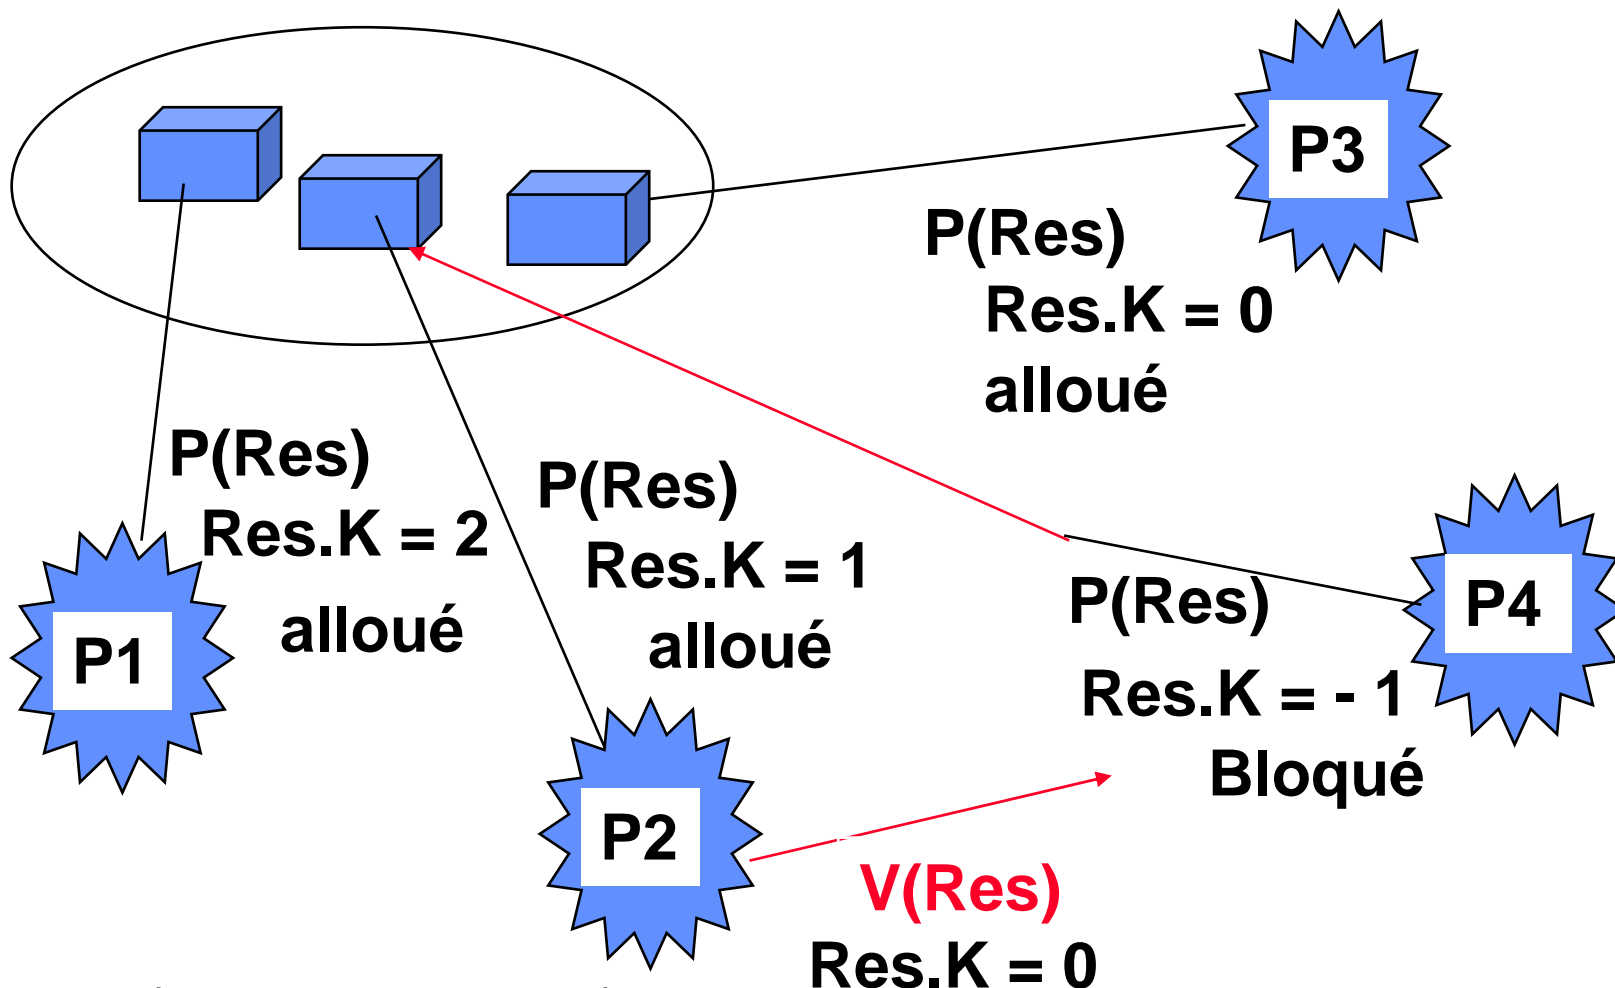 P3
P(Res)
Res.K = 0
alloué
P(Res)
Res.K = 2
alloué
P1
P(Res)
Res.K = 1
alloué
P2
P(Res)
Res.K = - 1
Bloqué
P4
V(Res)
Res.K = 0